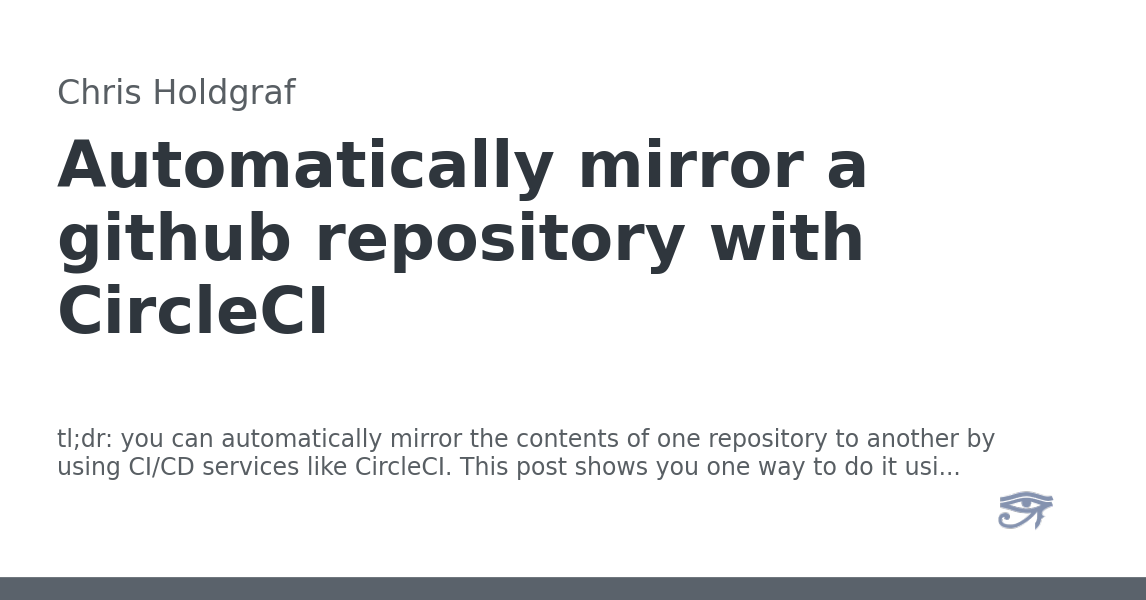 Chris Holdgraf
Automatically mirror a
github repository with
CircleCI
tl;dr: you can automatically mirror the contents of one repository to another by
using CI/CD services like CircleCI. This post shows you one way to do it usi...